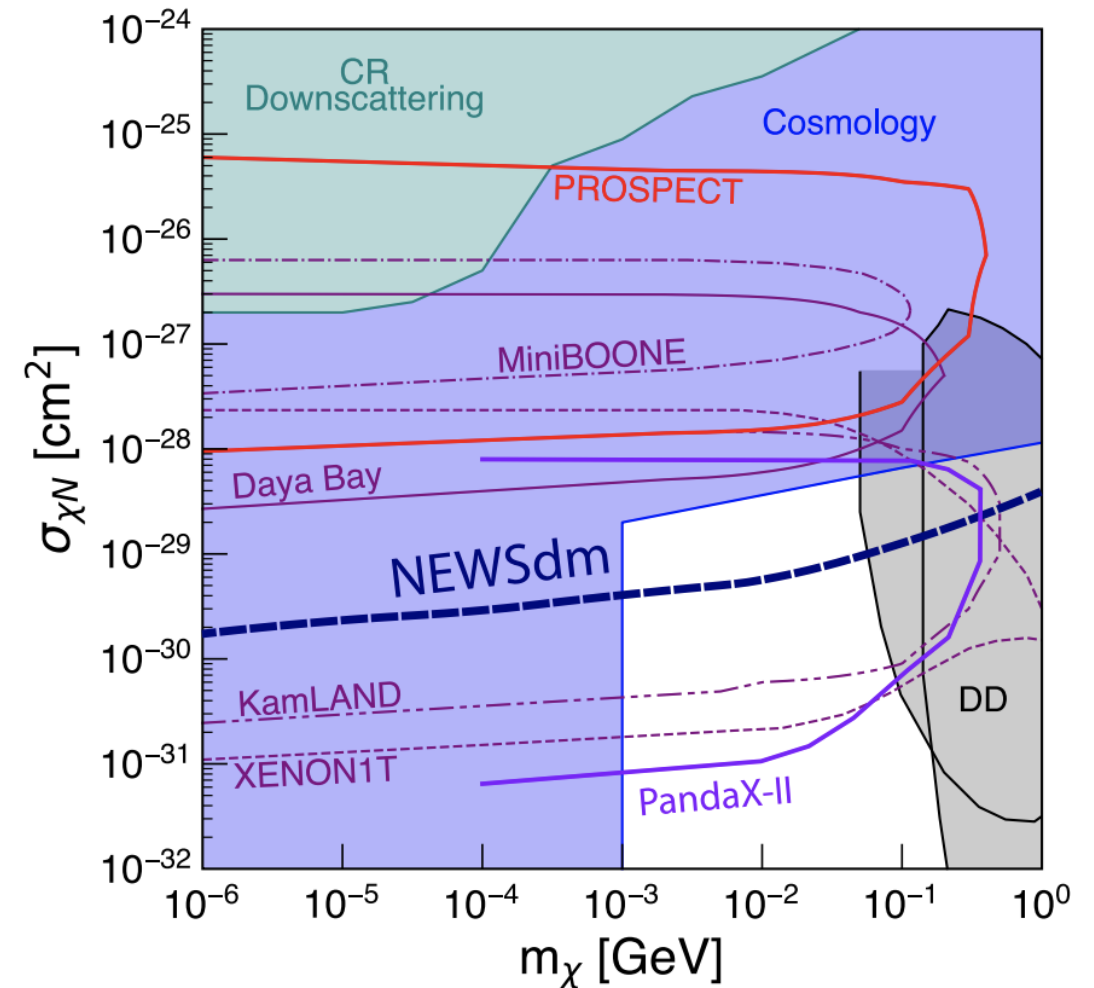 10⁻²⁴
CR
Downscattering
Cosmology
10⁻²⁵
PROSPECT
10⁻²⁶
10⁻²⁷
MiniBOONE
10⁻²⁸
Daya Bay
σχN [cm²]
10⁻²⁹
NEWSdm
10⁻³⁰
KamLAND
DD
10⁻³¹
XENON1T
PandaX-II
10⁻³²
10⁻⁶ 10⁻⁵ 10⁻⁴ 10⁻³ 10⁻² 10⁻¹ 10⁰
mχ [GeV]